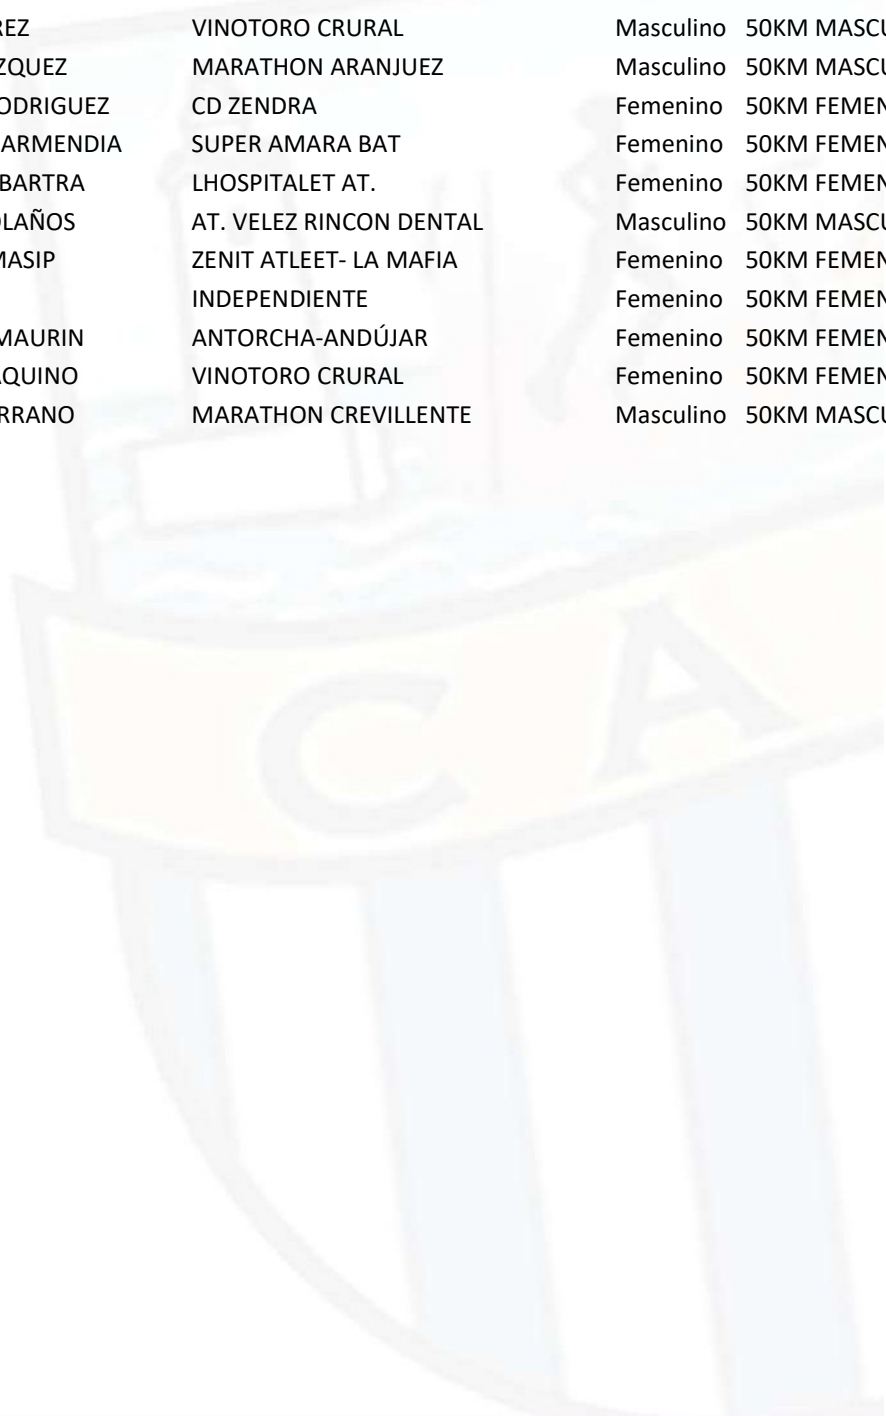 REZ VINOTORO CRURAL Masculino 50KM MASCU
ZQUEZ MARATHON ARANJUEZ Masculino 50KM MASCU
ODRIGUEZ CD ZENDRA Femenino 50KM FEMEN
ARMENDIA SUPER AMARA BAT Femenino 50KM FEMEN
BARTRA LHOSPITALET AT. Femenino 50KM FEMEN
OLAÑOS AT. VELEZ RINCON DENTAL Masculino 50KM MASCU
MASIP ZENIT ATLEET- LA MAFIA Femenino 50KM FEMEN
INDEPENDIENTE Femenino 50KM FEMEN
MAURIN ANTORCHA-ANDÚJAR Femenino 50KM FEMEN
AQUINO VINOTORO CRURAL Femenino 50KM FEMEN
RRANO MARATHON CREVILLENTE Masculino 50KM MASCU
C A